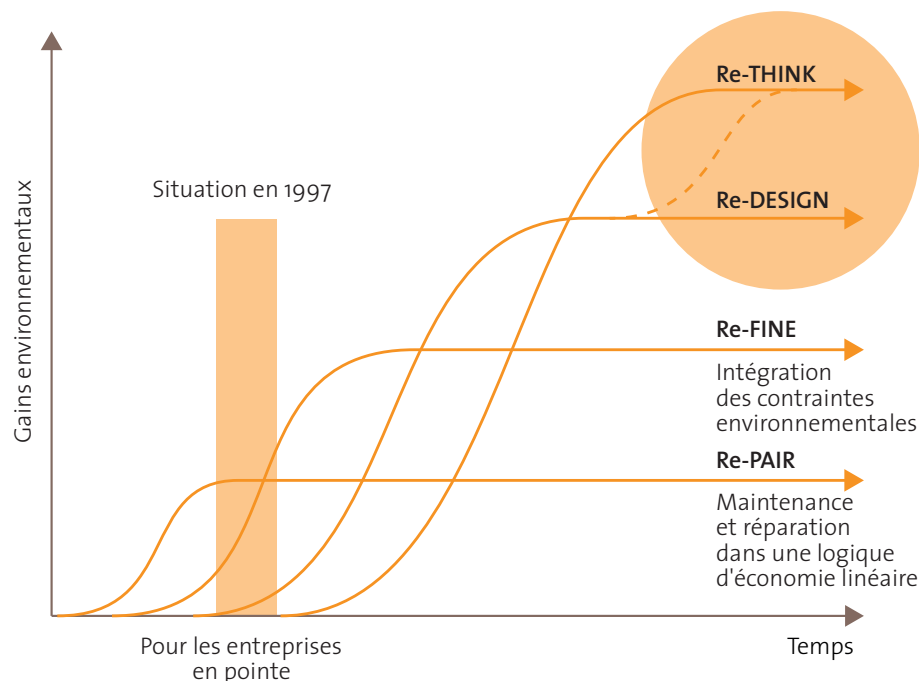 Re-THINK
Situation en 1997
Re-DESIGN
Gains environnementaux
Re-FINE
Intégration
des contraintes
environnementales
Re-PAIR
Maintenance
et réparation
dans une logique
d'économie linéaire
Pour les entreprises
en pointe
Temps